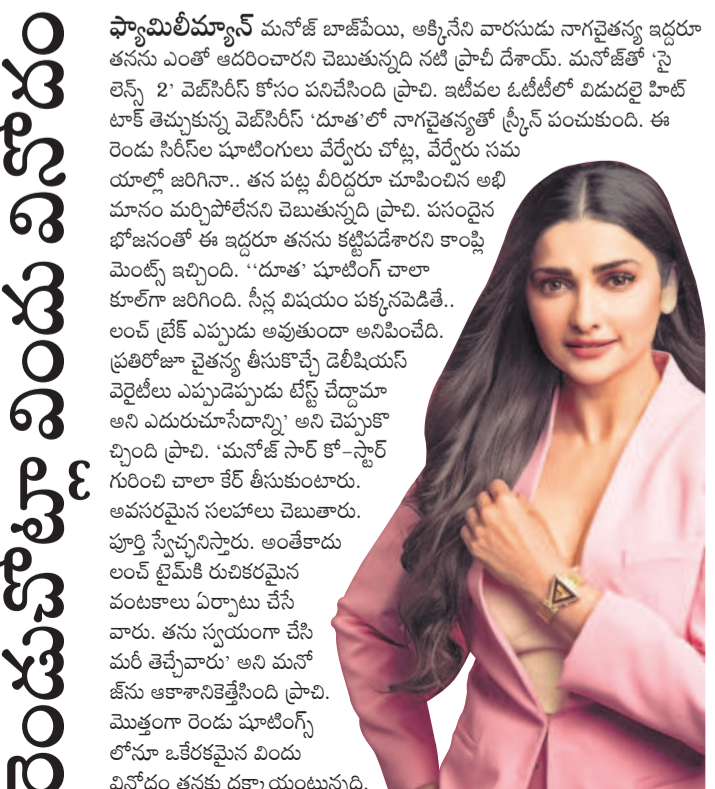 రెండుచోట్లా విందు వినోదం
ఫ్యామిలీమ్యాన్ మనోజ్ బాజ్‌పేయి, అక్కినేని వారసుడు నాగచైతన్య ఇద్దరూ
తనను ఎంతో ఆదరించారని చెబుతున్నది నటి ప్రాచీ దేశాయ్. మనోజ్‌తో ‘సై
లెన్స్ 2’ వెబ్‌సిరీస్ కోసం పనిచేసింది ప్రాచి. ఇటీవల ఓటీటీలో విడుదలై హిట్
టాక్ తెచ్చుకున్న వెబ్‌సిరీస్ ‘దూత’లో నాగచైతన్యతో స్క్రీన్ పంచుకుంది. ఈ
రెండు సిరీస్‌ల షూటింగులు వేర్వేరు చోట్ల, వేర్వేరు సమ
యాల్లో జరిగినా.. తన పట్ల వీరిద్దరూ చూపించిన అభి
మానం మర్చిపోలేనని చెబుతున్నది ప్రాచి. పసందైన
భోజనంతో ఈ ఇద్దరూ తనను కట్టిపడేశారని కాంప్లి
మెంట్స్ ఇచ్చింది. ‘‘దూత’ షూటింగ్ చాలా
కూల్‌గా జరిగింది. సీన్ల విషయం పక్కనపెడితే..
లంచ్ బ్రేక్ ఎప్పుడు అవుతుందా అనిపించేది.
ప్రతిరోజూ చైతన్య తీసుకొచ్చే డెలీషియస్
వెరైటీలు ఎప్పుడెప్పుడు టేస్ట్ చేద్దామా
అని ఎదురుచూసేదాన్ని’ అని చెప్పుకొ
చ్చింది ప్రాచి. ‘మనోజ్ సార్ కో-స్టార్
గురించి చాలా కేర్ తీసుకుంటారు.
అవసరమైన సలహాలు చెబుతారు.
పూర్తి స్వేచ్ఛనిస్తారు. అంతేకాదు
లంచ్ టైమ్‌కి రుచికరమైన
వంటకాలు ఏర్పాటు చేసే
వారు. తను స్వయంగా చేసి
మరీ తెచ్చేవారు’ అని మనో
జ్‌ను ఆకాశానికెత్తేసింది ప్రాచి.
మొత్తంగా రెండు షూటింగ్స్
లోనూ ఒకేరకమైన విందు
వినోదం తనకు దక్కాయంటున్నది.